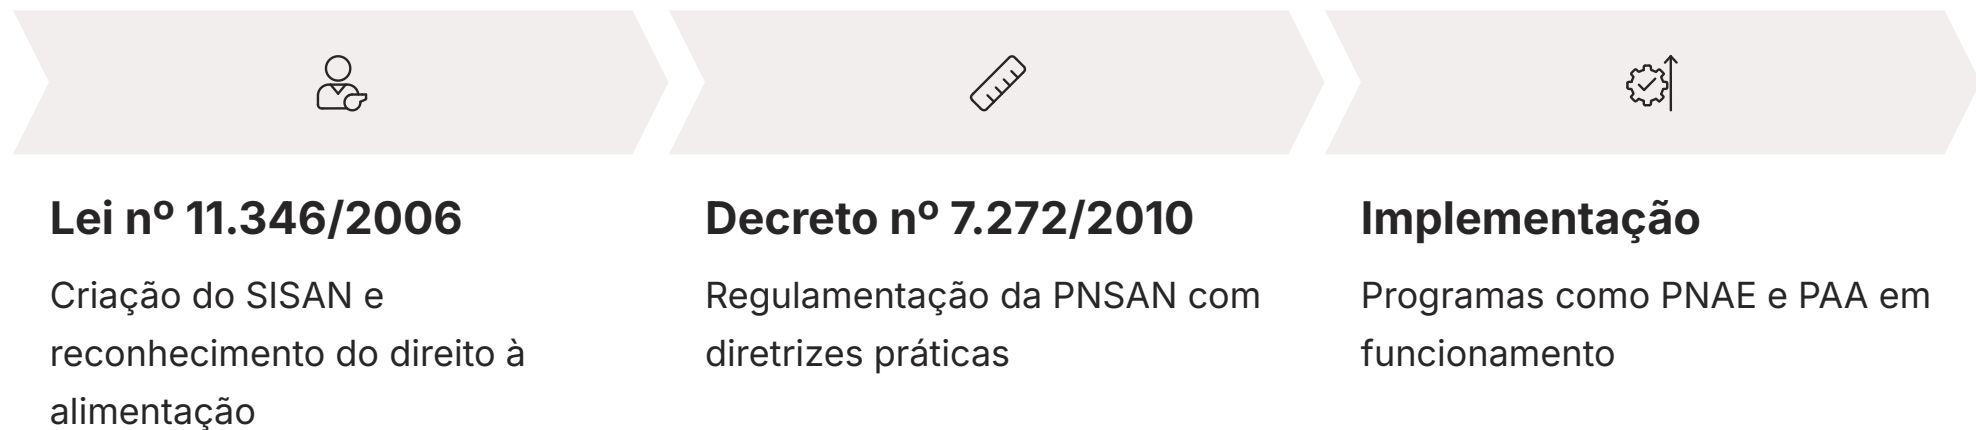 Lei nº 11.346/2006
Criação do SISAN e
reconhecimento do direito à
alimentação
Decreto nº 7.272/2010
Regulamentação da PNSAN com
diretrizes práticas
Implementação
Programas como PNAE e PAA em
funcionamento